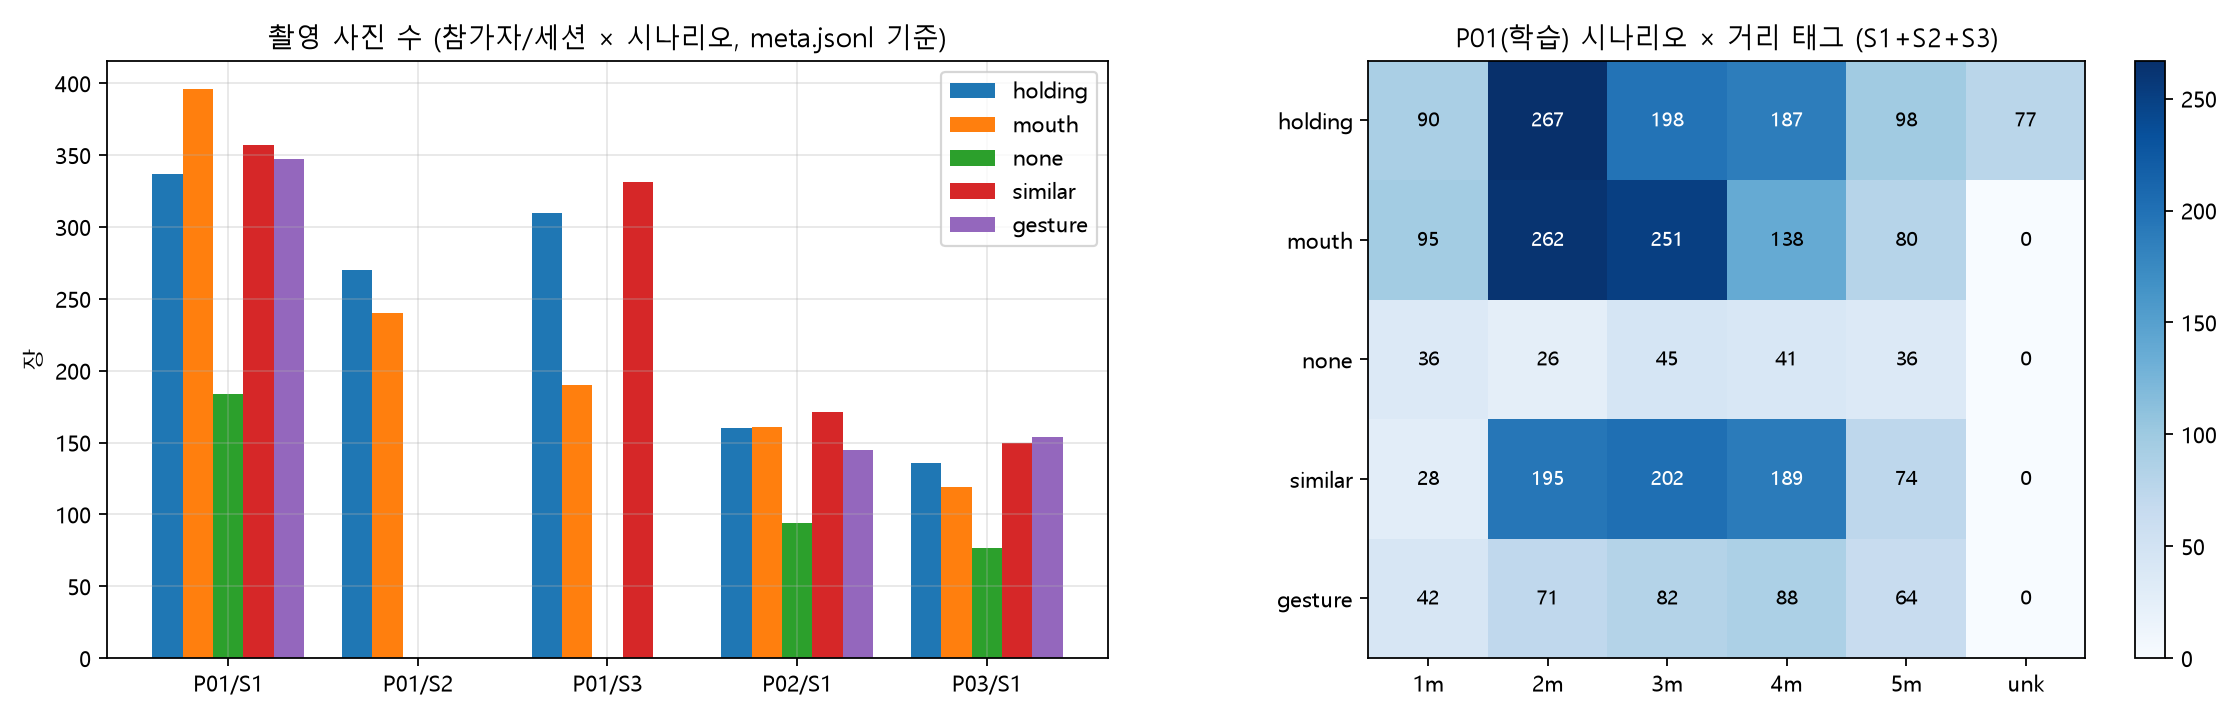 촬영 사진 수 (참가자/세션 × 시나리오, meta.jsonl 기준)
장
400
350
300
250
200
150
100
50
0
holding
mouth
none
similar
gesture
P01/S1 P01/S2 P01/S3 P02/S1 P03/S1
P01(학습) 시나리오 × 거리 태그 (S1+S2+S3)
holding 90 267 198 187 98 77
mouth 95 262 251 138 80 0
none 36 26 45 41 36 0
similar 28 195 202 189 74 0
gesture 42 71 82 88 64 0
1m 2m 3m 4m 5m unk
250
200
150
100
50
0